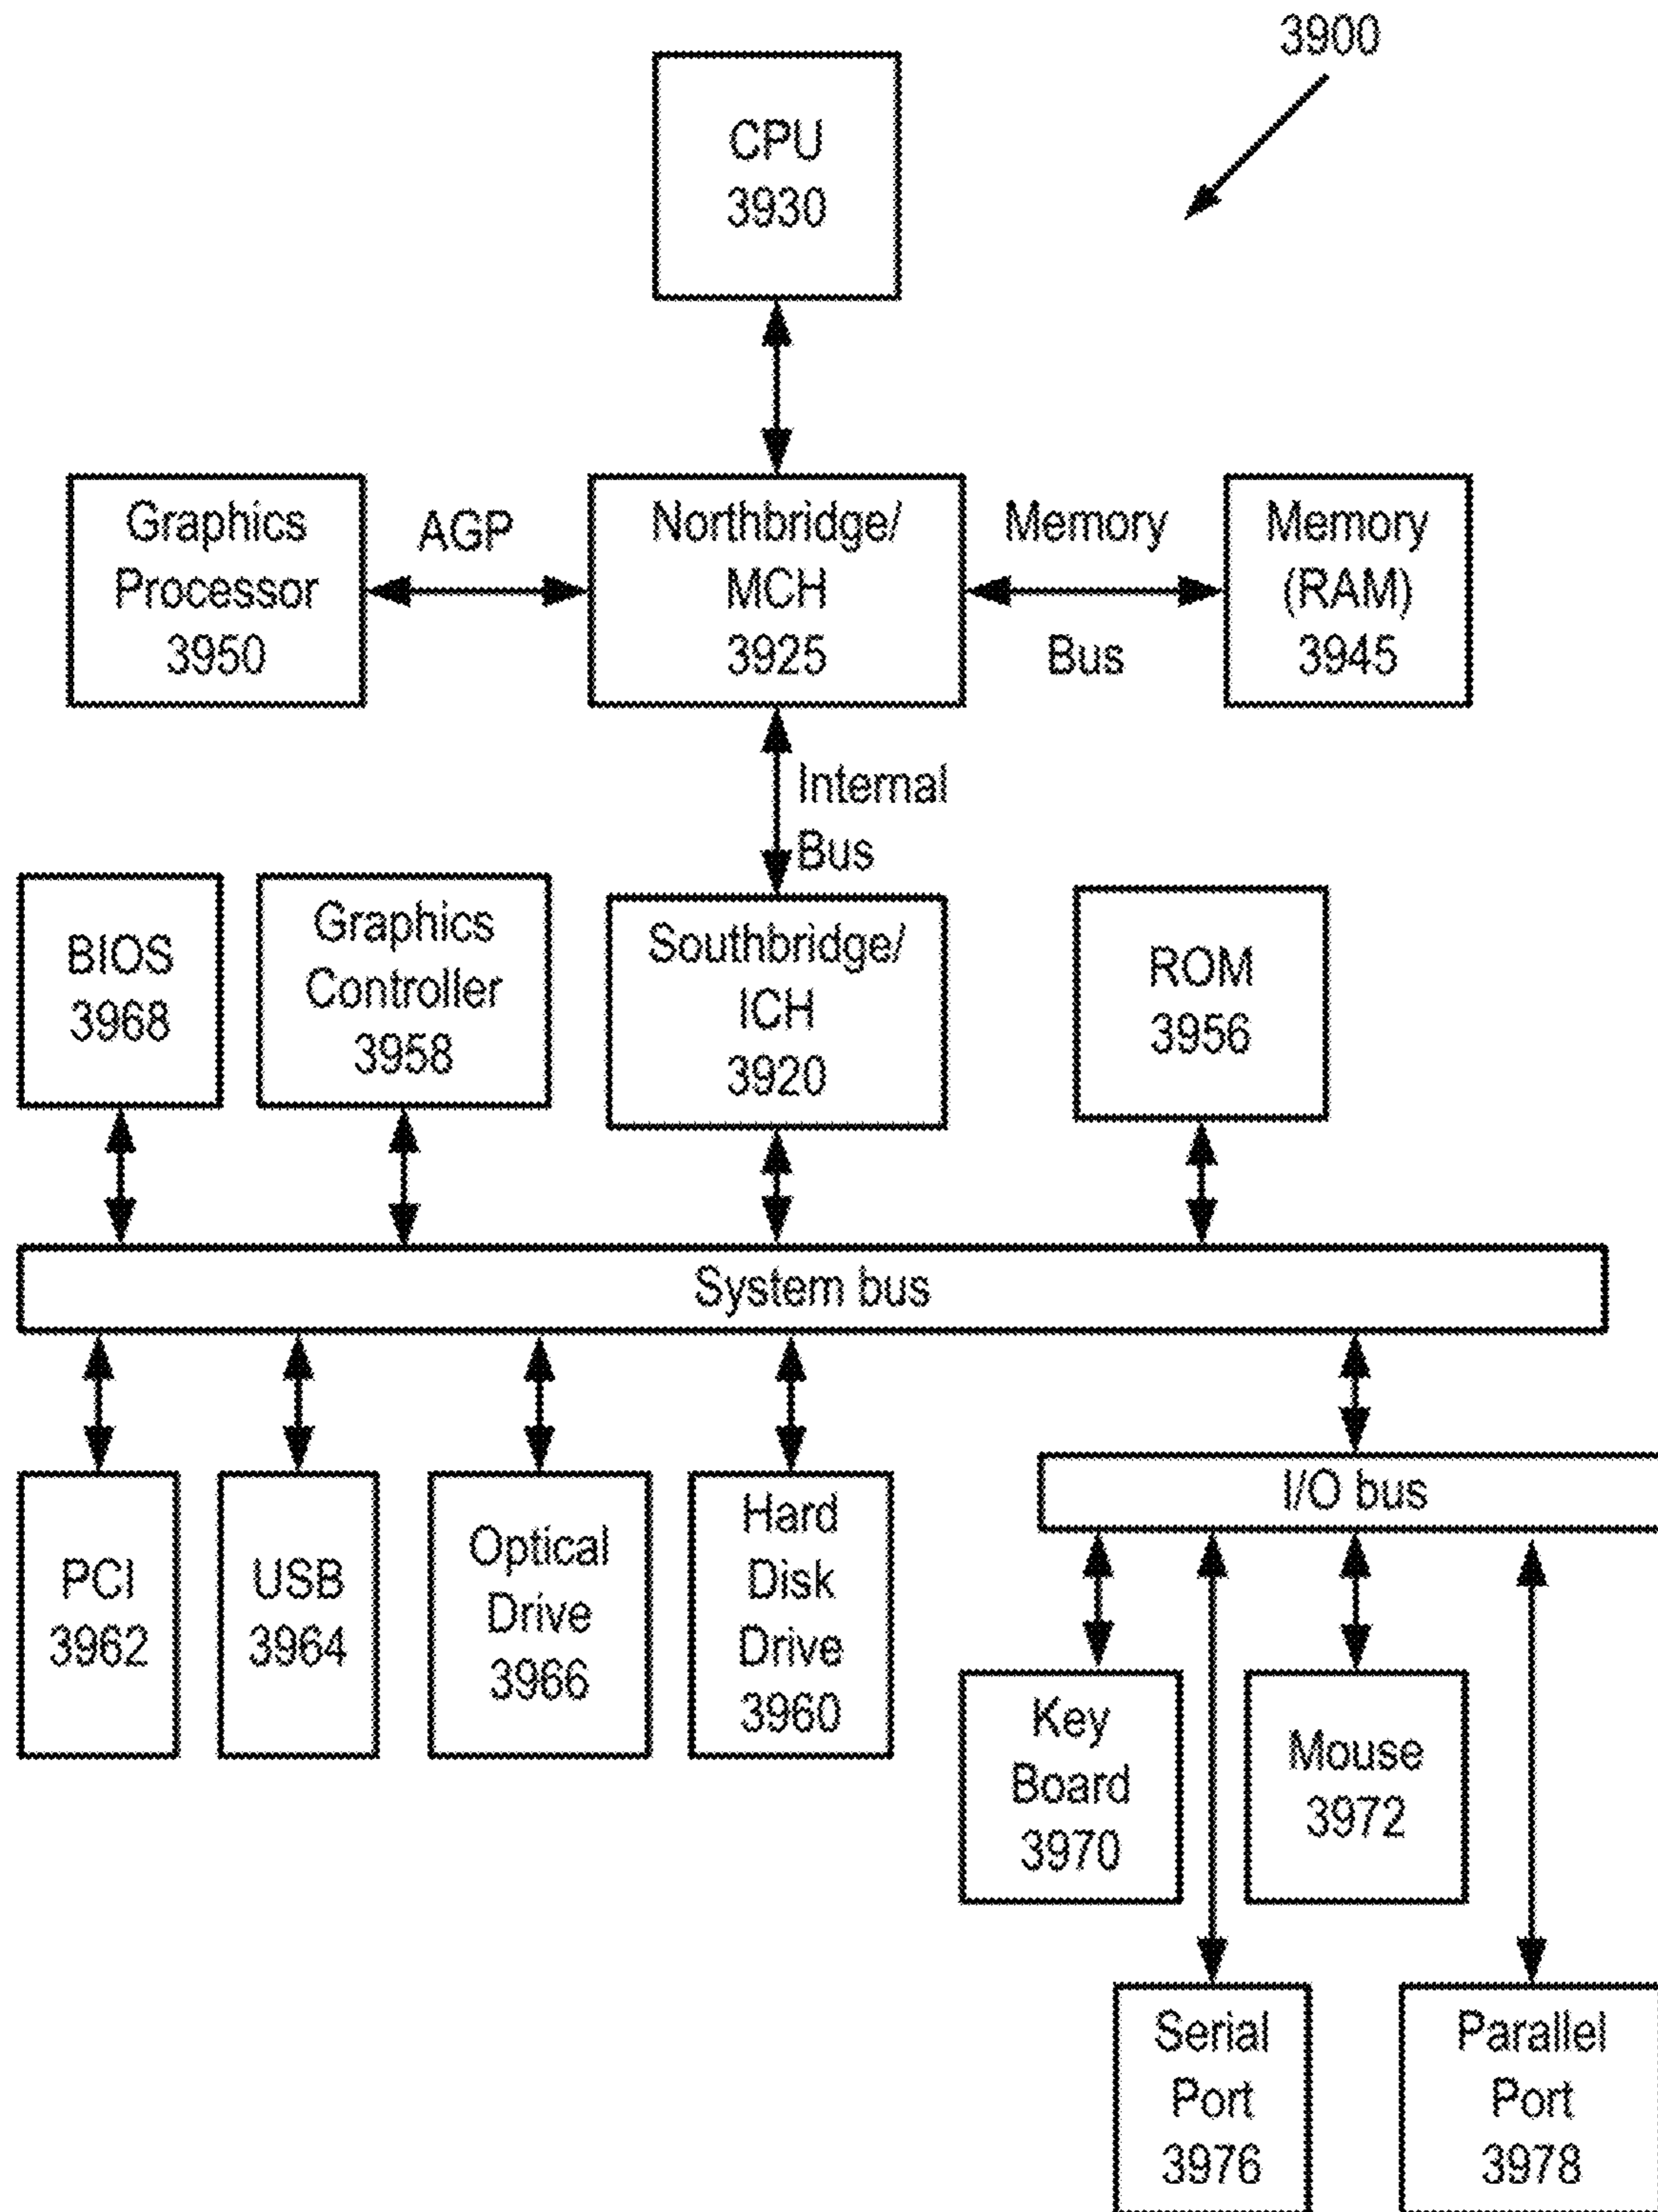 3900
CPU
3930
Graphics
Processor
3950
AGP
Northbridge/
MCH
3925
Memory
Bus
Memory
(RAM)
3945
Internal
Bus
BIOS
3968
Graphics
Controller
3958
Southbridge/
ICH
3920
ROM
3956
System bus
PCI
3962
USB
3964
Optical
Drive
3966
Hard
Disk
Drive
3960
I/O bus
Key
Board
3970
Mouse
3972
Serial
Port
3976
Parallel
Port
3978